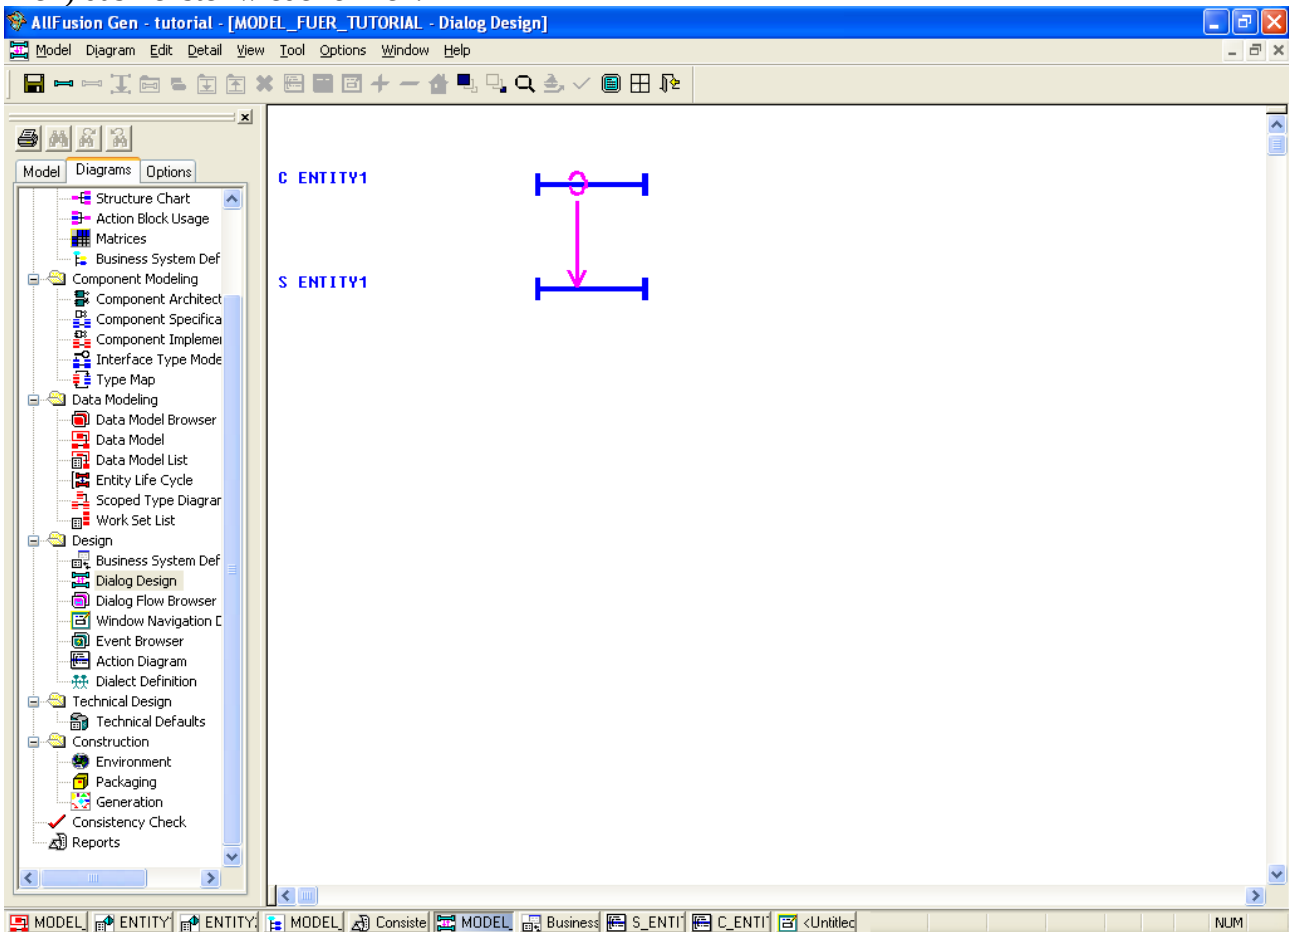 AllFusion Gen - tutorial - [MODEL_FUER_TUTORIAL - Dialog Design]
Model Diagram Edit Detail View Tool Options Window Help
Model Diagrams Options
Structure Chart
Action Block Usage
Matrices
Business System Def
Component Modeling
Component Architect
Component Specifica
Component Implemen
Interface Type Mode
Type Map
Data Modeling
Data Model Browser
Data Model
Data Model List
Entity Life Cycle
Scoped Type Diagrar
Work Set List
Design
Business System Def
Dialog Design
Dialog Flow Browser
Window Navigation D
Event Browser
Action Diagram
Dialect Definition
Technical Design
Technical Defaults
Construction
Environment
Packaging
Generation
Consistency Check
Reports
C ENTITY1
S ENTITY1
MODEL_ ENTITY1 ENTITY: MODEL_ Consiste MODEL_ Business S_ENTI C_ENTI <Untitled NUM